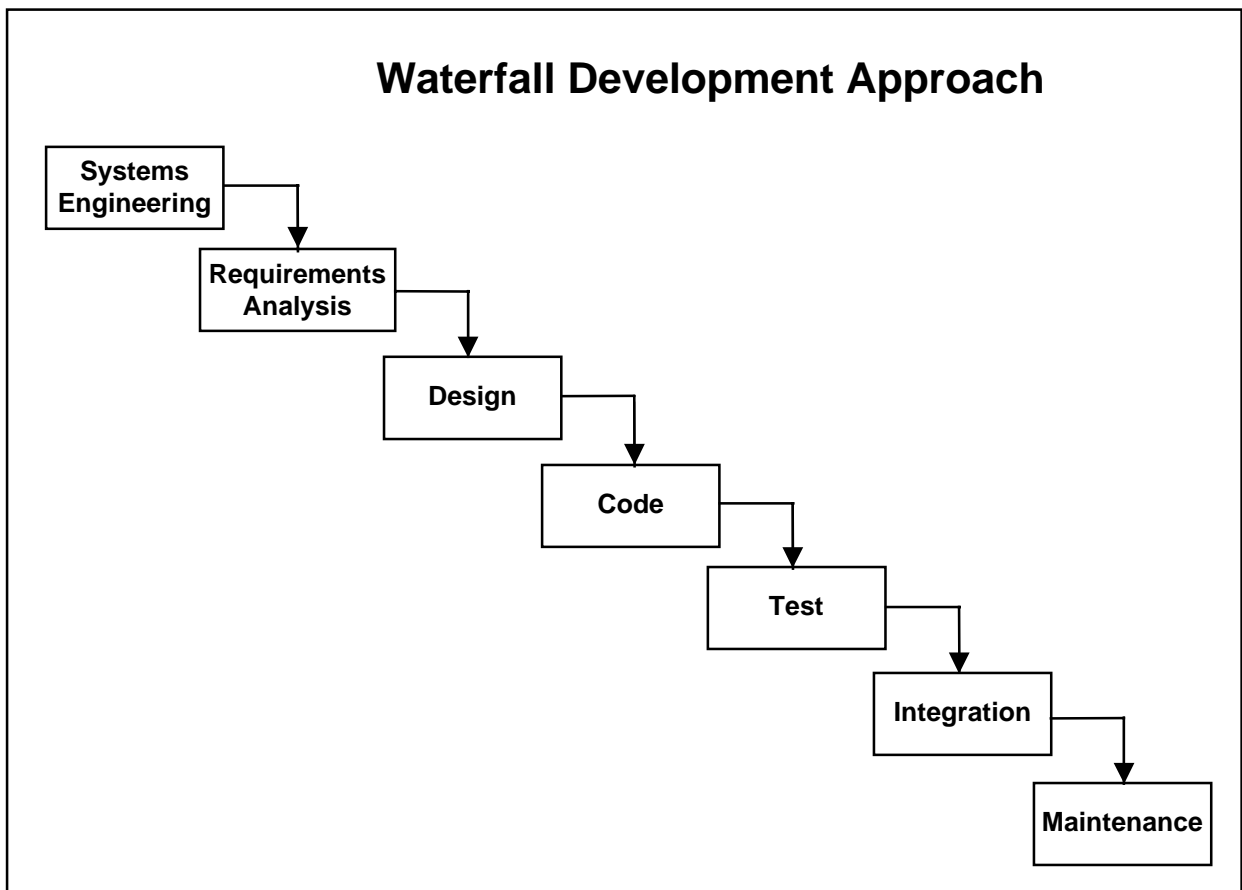 Waterfall Development Approach
Systems
Engineering
Requirements
Analysis
Design
Code
Test
Integration
Maintenance